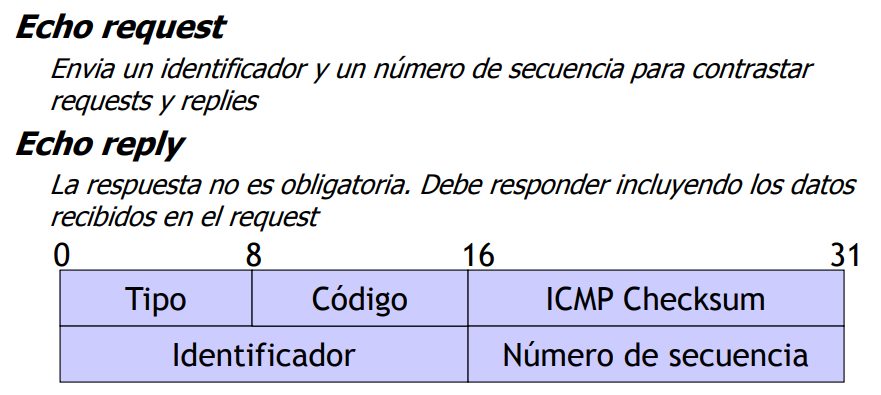 Echo request
Envia un identificador y un número de secuencia para contrastar
requests y replies
Echo reply
La respuesta no es obligatoria. Debe responder incluyendo los datos
recibidos en el request
0 8 16 31
Tipo Código ICMP Checksum
Identificador Número de secuencia